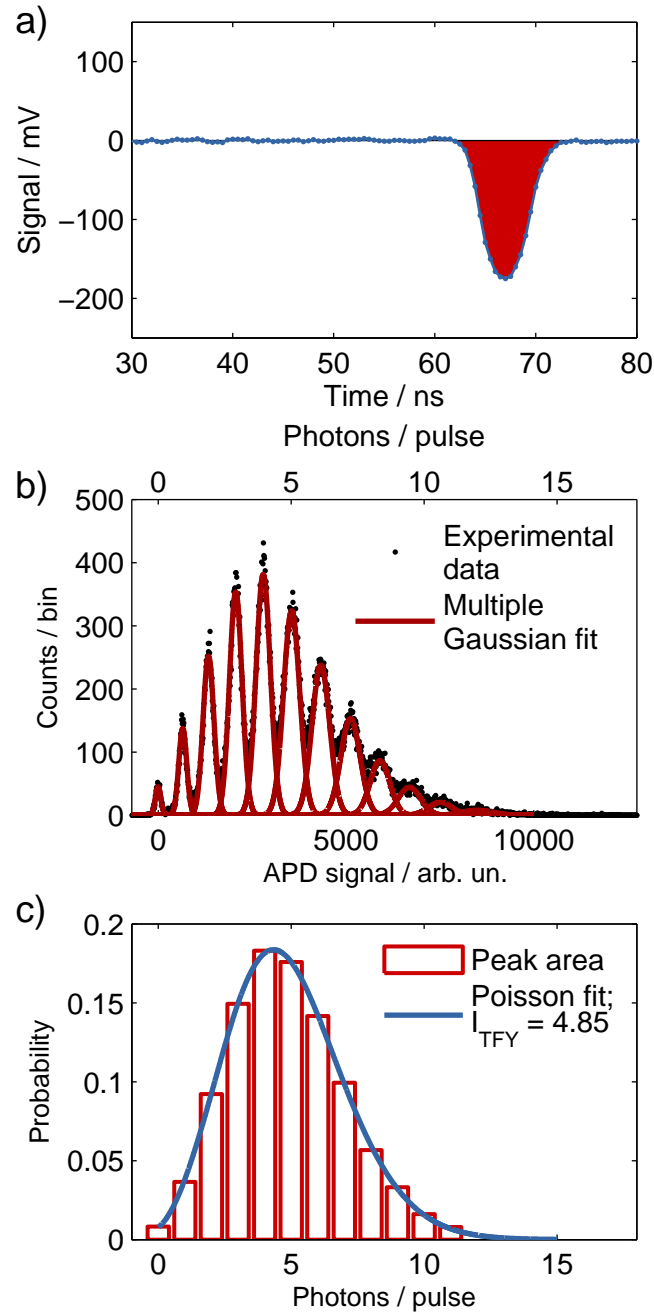 a)
100
0
−100
−200
Signal / mV
30 40 50 60 70 80
Time / ns
Photons / pulse
b)
0 5 10 15
500
400
300
200
100
0
Counts / bin
Experimental
data
Multiple
Gaussian fit
0 5000 10000
APD signal / arb. un.
c)
0.2
0.15
0.1
0.05
0
Probability
Peak area
Poisson fit;
I_TFY = 4.85
0 5 10 15
Photons / pulse